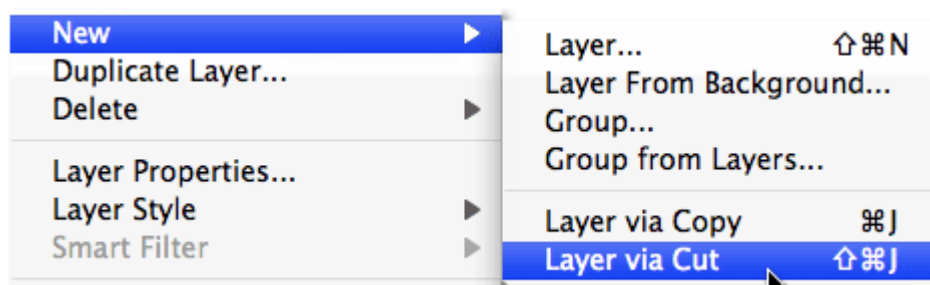 New
Duplicate Layer...
Delete
Layer Properties...
Layer Style
Smart Filter
Layer... ⇧⌘N
Layer From Background...
Group...
Group from Layers...
Layer via Copy ⌘J
Layer via Cut ⇧⌘J